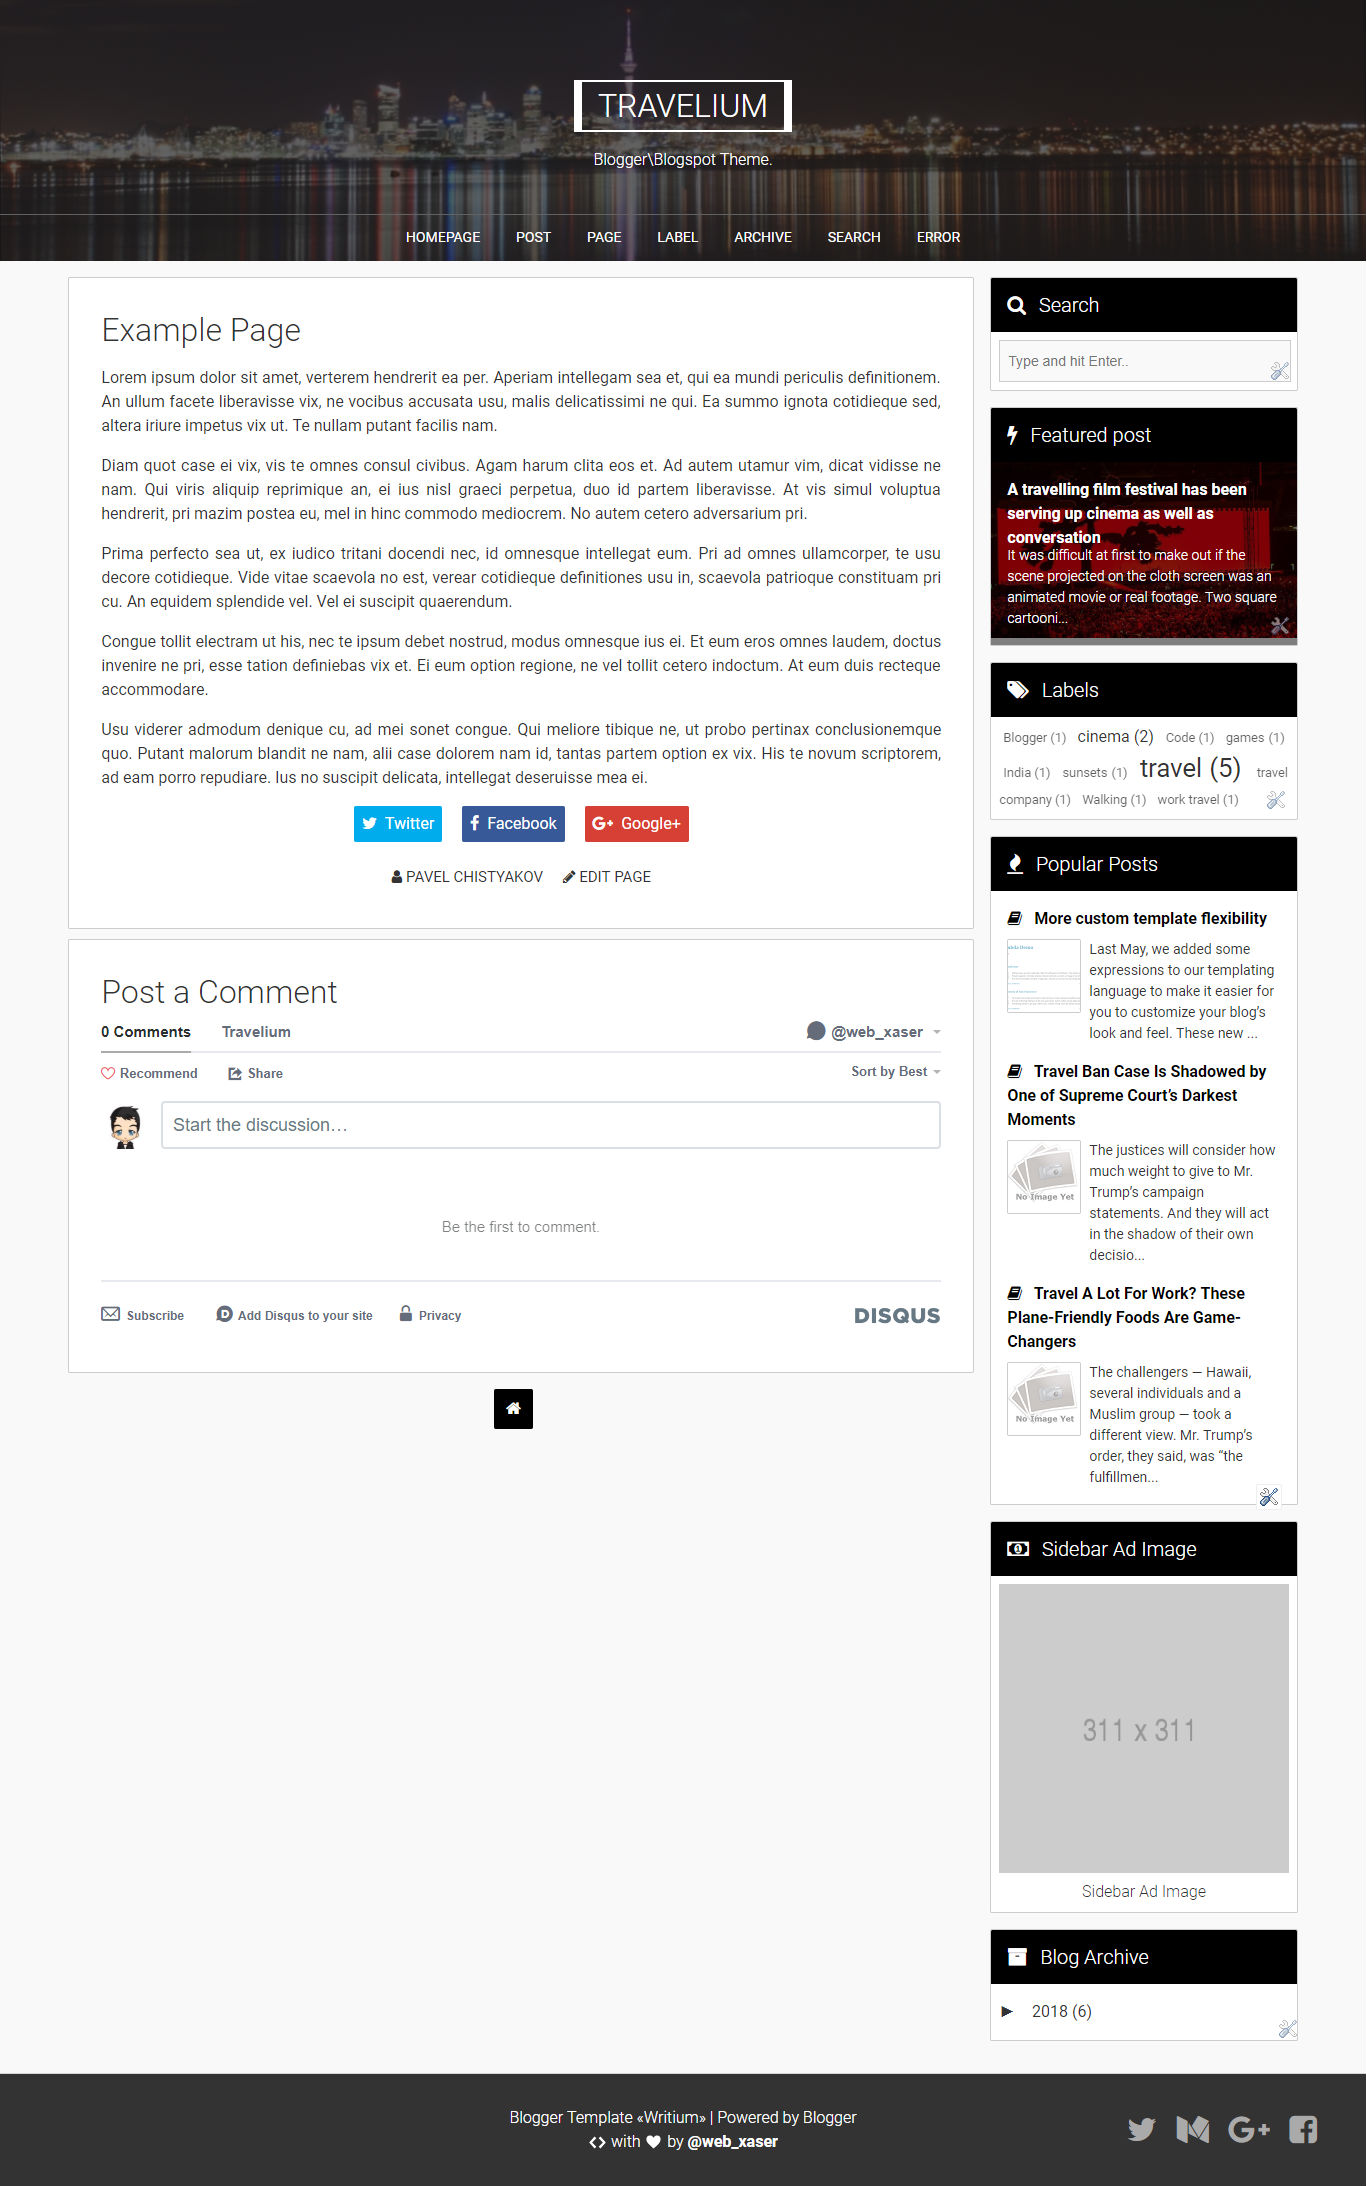 TRAVELIUM
Blogger\Blogspot Theme.
HOMEPAGE POST PAGE LABEL ARCHIVE SEARCH ERROR
Example Page
Lorem ipsum dolor sit amet, verterem hendrerit ea per. Aperiam intellegam sea et, qui ea mundi periculis definitionem.
An ullum facete liberavisse vix, ne vocibus accusata usu, malis delicatissimi ne qui. Ea summo ignota cotidieque sed,
altera iriure impetus vix ut. Te nullam putant facilis nam.
Diam quot case ei vix, vis te omnes consul civibus. Agam harum clita eos et. Ad autem utamur vim, dicat vidisse ne
nam. Qui viris aliquip reprimique an, ei ius nisl graeci perpetua, duo id partem liberavisse. At vis simul voluptua
hendrerit, pri mazim postea eu, mel in hinc commodo mediocrem. No autem cetero adversarium pri.
Prima perfecto sea ut, ex iudico tritani docendi nec, id omnesque intellegat eum. Pri ad omnes ullamcorper, te usu
decore cotidieque. Vide vitae scaevola no est, verear cotidieque definitiones usu in, scaevola patrioque constituam pri
cu. An equidem splendide vel. Vel ei suscipit quaerendum.
Congue tollit electram ut his, nec te ipsum debet nostrud, modus omnesque ius ei. Et eum eros omnes laudem, doctus
invenire ne pri, esse tation definiebas vix et. Ei eum option regione, ne vel tollit cetero indoctum. At eum duis recteque
accommodare.
Usu viderer admodum denique cu, ad mei sonet congue. Qui meliore tibique ne, ut probo pertinax conclusionemque
quo. Putant malorum blandit ne nam, alii case dolorem nam id, tantas partem option ex vix. His te novum scriptorem,
ad eam porro repudiare. Ius no suscipit delicata, intellegat deseruisse mea ei.
Twitter Facebook Google+
PAVEL CHISTYAKOV EDIT PAGE
Post a Comment
0 Comments Travelium @web_xaser
Recommend Share Sort by Best
Start the discussion…
Be the first to comment.
Subscribe Add Disqus to your site Privacy DISQUS
Search
Type and hit Enter..
Featured post
A travelling film festival has been
serving up cinema as well as
conversation
It was difficult at first to make out if the
scene projected on the cloth screen was an
animated movie or real footage. Two square
cartooni...
Labels
Blogger (1) cinema (2) Code (1) games (1)
India (1) sunsets (1) travel (5) travel
company (1) Walking (1) work travel (1)
Popular Posts
More custom template flexibility
Last May, we added some
expressions to our templating
language to make it easier for
you to customize your blog's
look and feel. These new ...
Travel Ban Case Is Shadowed by
One of Supreme Court's Darkest
Moments
No Image Yet
The justices will consider how
much weight to give to Mr.
Trump's campaign
statements. And they will act
in the shadow of their own
decisio...
Travel A Lot For Work? These
Plane-Friendly Foods Are Game-
Changers
No Image Yet
The challengers — Hawaii,
several individuals and a
Muslim group — took a
different view. Mr. Trump's
order, they said, was “the
fulfillmen...
Sidebar Ad Image
311 x 311
Sidebar Ad Image
Blog Archive
► 2018 (6)
Blogger Template «Writium» | Powered by Blogger
<> with ♥ by @web_xaser